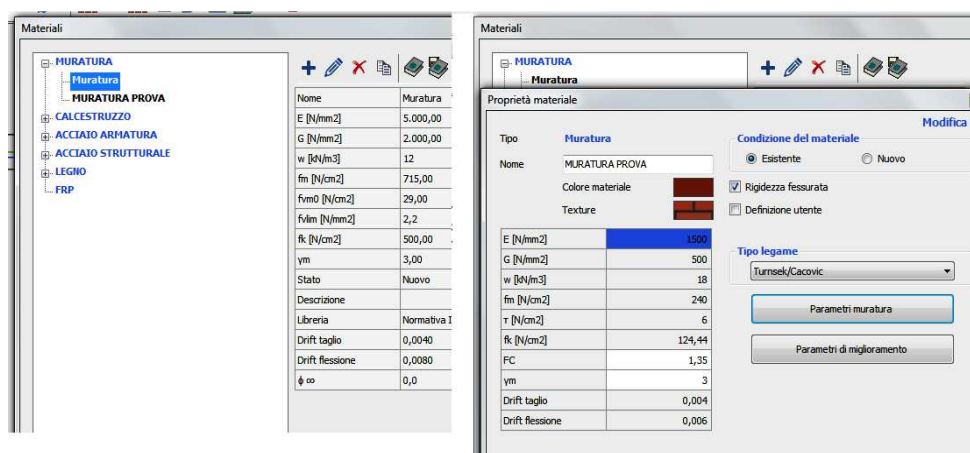 Materiali
MURATURA
Muratura
MURATURA PROVA
CALCESTRUZZO
ACCIAIO ARMATURA
ACCIAIO STRUTTURALE
LEGNO
FRP
Nome Muratura
E [N/mm2] 5.000,00
G [N/mm2] 2.000,00
w [kN/m3] 12
fm [N/cm2] 715,00
fvm0 [N/cm2] 29,00
fvlim [N/mm2] 2,2
fk [N/cm2] 500,00
γm 3,00
Stato Nuovo
Descrizione
Libreria Normativa I
Drift taglio 0,0040
Drift flessione 0,0080
ϕ ∞ 0,0
Materiali
MURATURA
Muratura
Proprietà materiale
Modifica
Tipo Muratura
Nome MURATURA PROVA
Colore materiale
Texture
Condizione del materiale
Esistente Nuovo
Rigidezza fessurata
Definizione utente
E [N/mm2] 1500
G [N/mm2] 500
w [kN/m3] 18
fm [N/cm2] 240
τ [N/cm2] 6
fk [N/cm2] 124,44
FC 1,35
γm 3
Drift taglio 0,004
Drift flessione 0,006
Tipo legame
Turnsek/Cacovic
Parametri muratura
Parametri di miglioramento